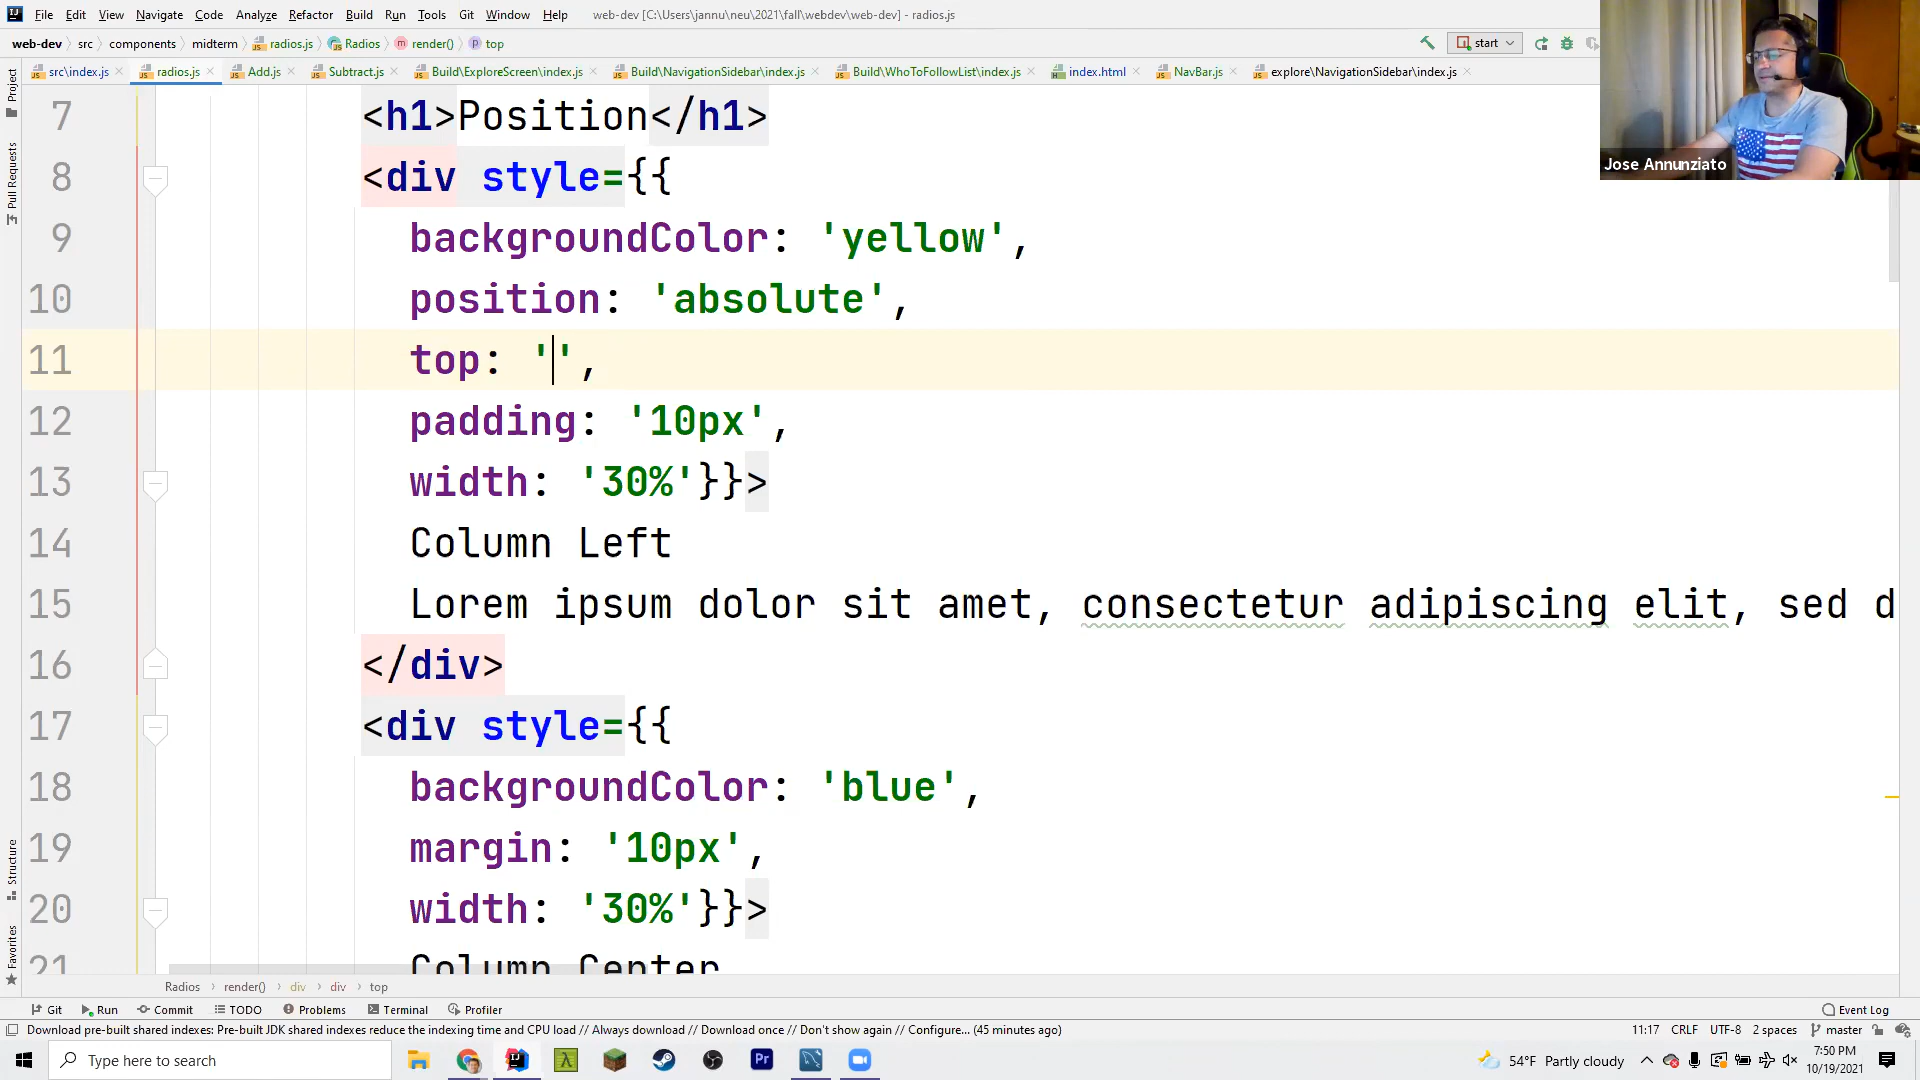 File Edit View Navigate Code Analyze Refactor Build Run Tools Git Window Help web-dev [C:\Users\jannu\neu\2021\fall\webdev\web-dev] - radios.js
web-dev src components midterm radios.js Radios render() top start
src\index.js radios.js Add.js Subtract.js Build\ExploreScreen\index.js Build\NavigationSidebar\index.js Build\WhoToFollowList\index.js index.html NavBar.js explore\NavigationSidebar\index.js
Project
Pull Requests
Structure
Favorites
Jose Annunziato
7 <h1>Position</h1>
8 <div style={{
9 backgroundColor: 'yellow',
10 position: 'absolute',
11 top: '',
12 padding: '10px',
13 width: '30%'}}>
14 Column Left
15 Lorem ipsum dolor sit amet, consectetur adipiscing elit, sed d
16 </div>
17 <div style={{
18 backgroundColor: 'blue',
19 margin: '10px',
20 width: '30%'}}>
21 Column Center
Radios render() div div top
Git Run Commit TODO Problems Terminal Profiler Event Log
Download pre-built shared indexes: Pre-built JDK shared indexes reduce the indexing time and CPU load // Always download // Download once // Don't show again // Configure... (45 minutes ago) 11:17 CRLF UTF-8 2 spaces master
Type here to search 54°F Partly cloudy 7:50 PM
10/19/2021